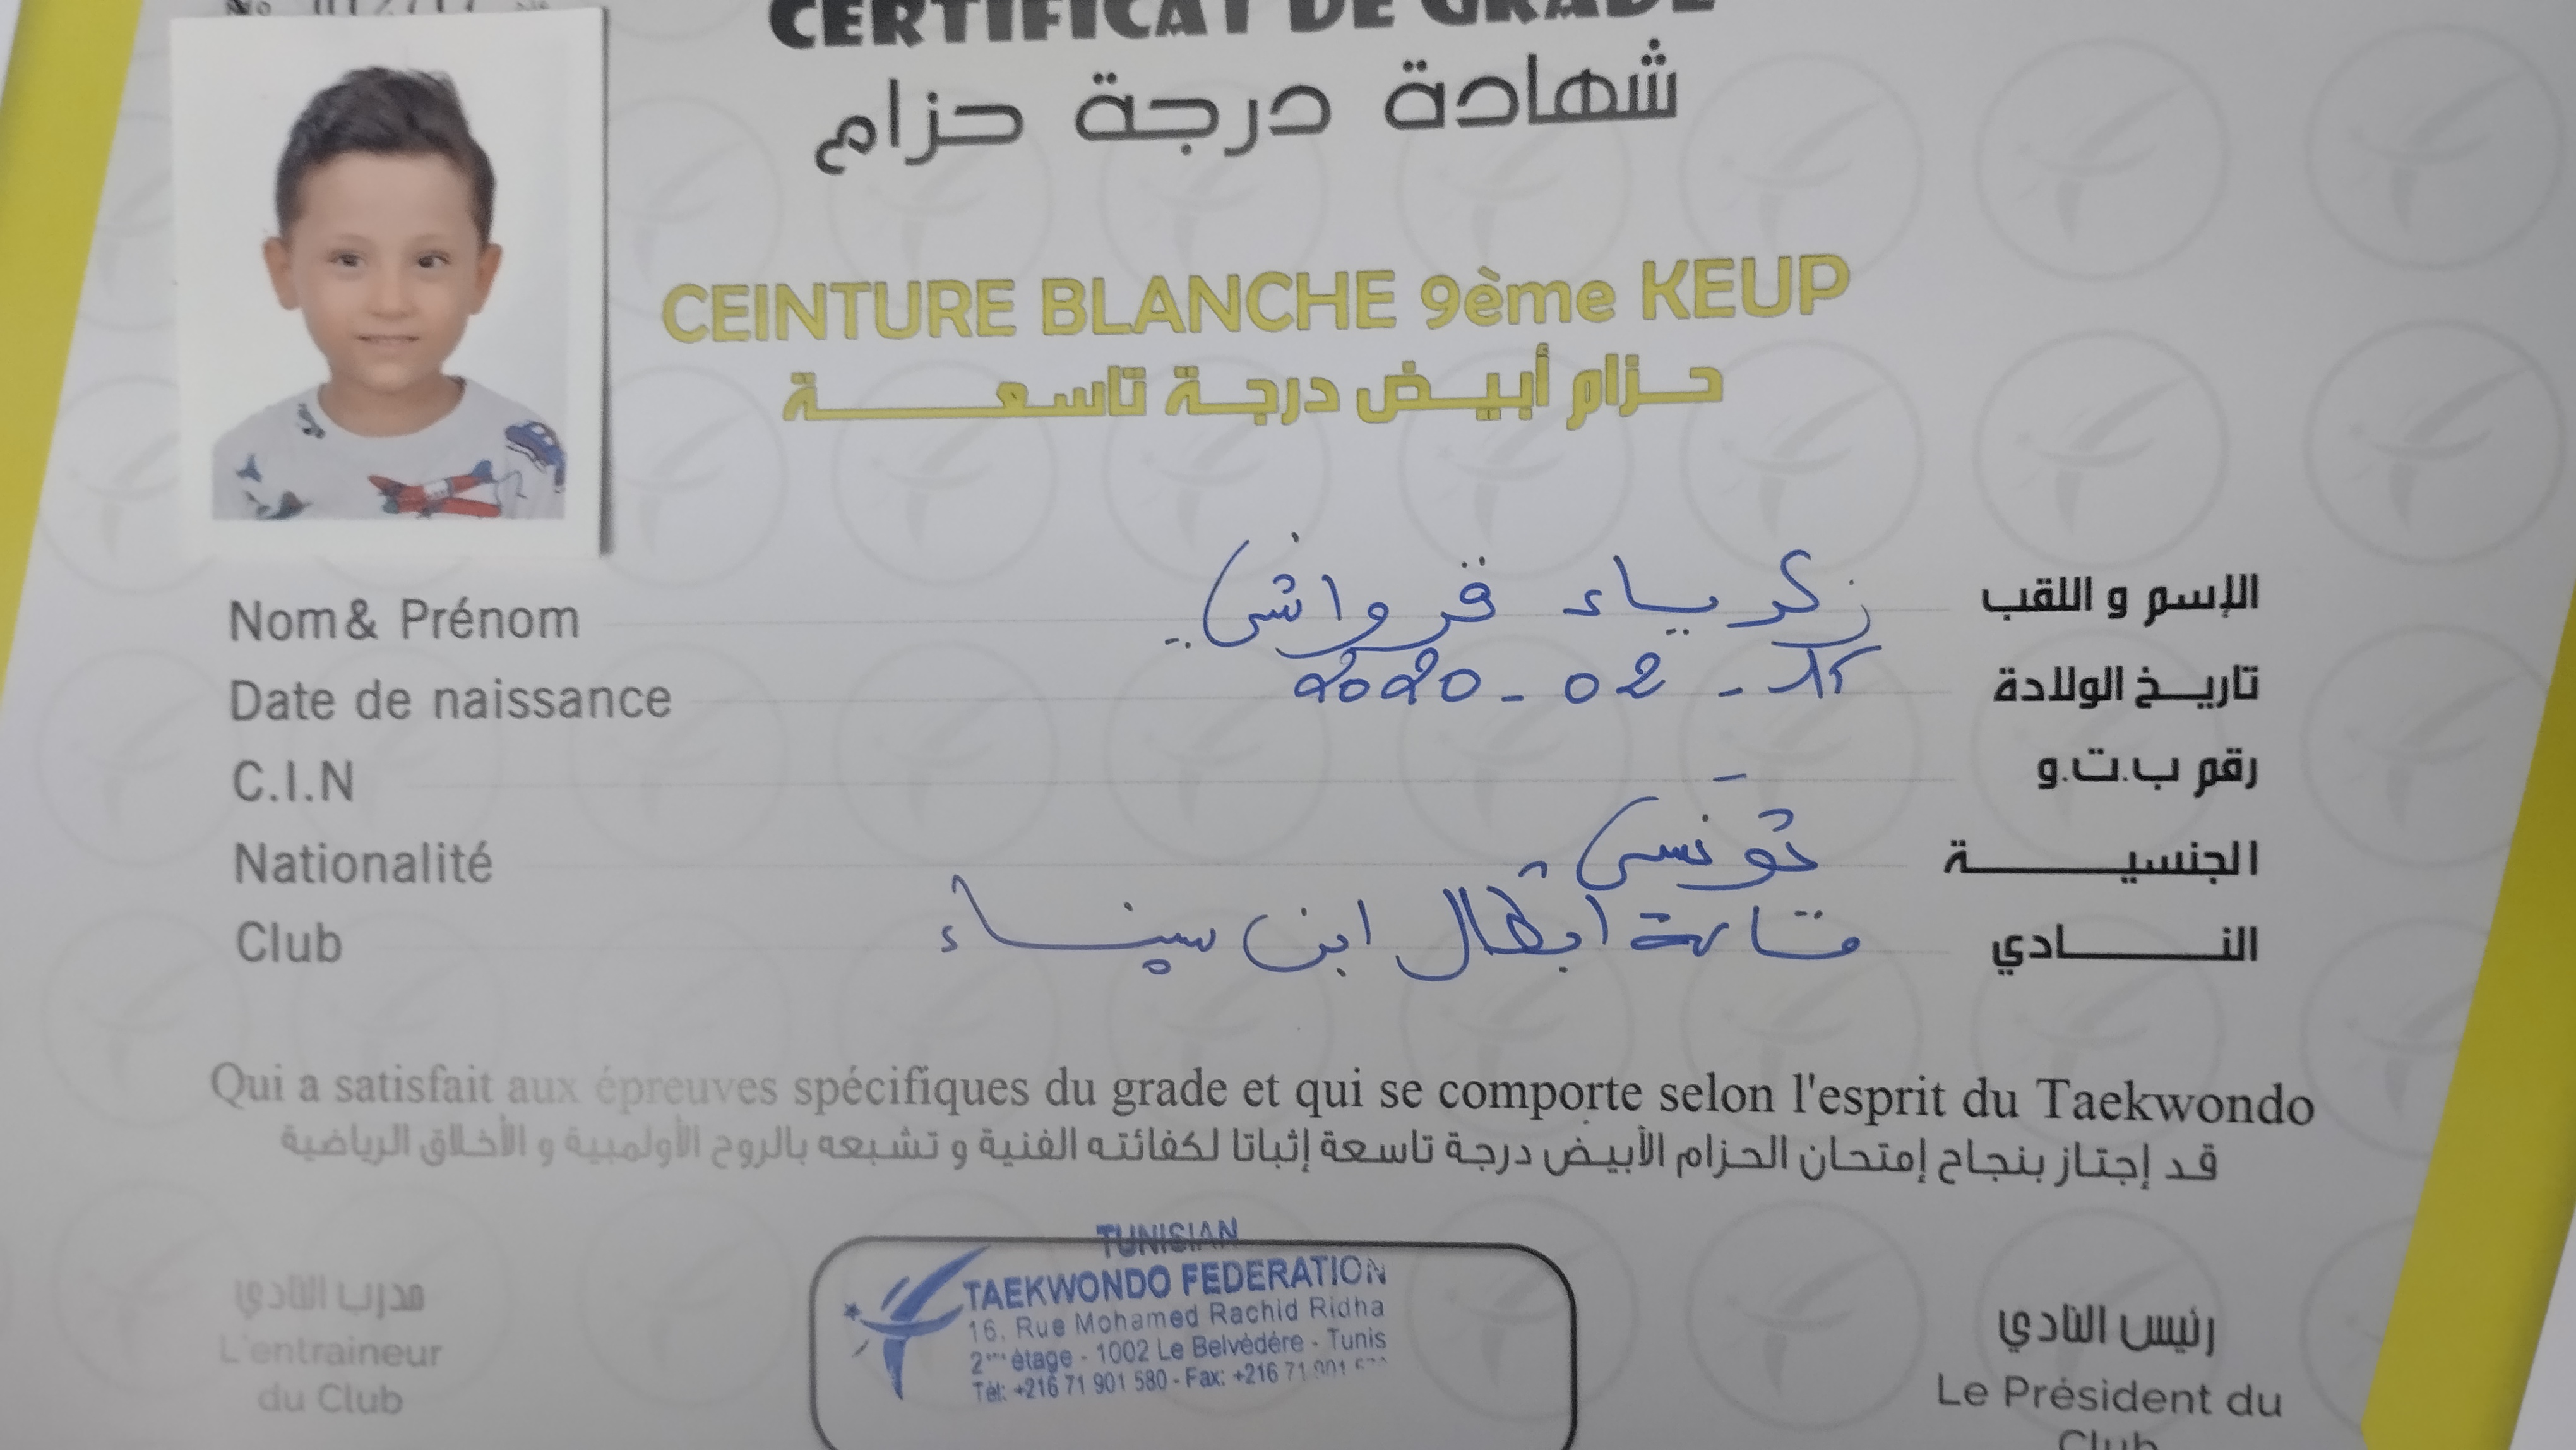 CERTIFICAT DE GRADE
شهادة درجة حزام
CEINTURE BLANCHE 9ème KEUP
حزام أبيض درجة تاسعة
Nom & Prénom زكرياء قرواشي الإسم و اللقب
Date de naissance 2020 - 02 - تاريخ الولادة
C.I.N - رقم ب.ت.و
Nationalité تونسي الجنسية
Club أبطال ابن سيناء النادي
Qui a satisfait aux épreuves spécifiques du grade et qui se comporte selon l'esprit du Taekwondo
قد إجتاز بنجاح إمتحان الحزام الأبيض درجة تاسعة إثباتا لكفائته الفنية و تشبعه بالروح الأولمبية و الأخلاق الرياضية
مدرب النادي
L'entraineur
du Club
TUNISIAN
TAEKWONDO FEDERATION
16, Rue Mohamed Rachid Ridha
2ème étage - 1002 Le Belvédére - Tunis
Tél: +216 71 901 580 - Fax: +216 71 901
رئيس النادي
Le Président du
Club